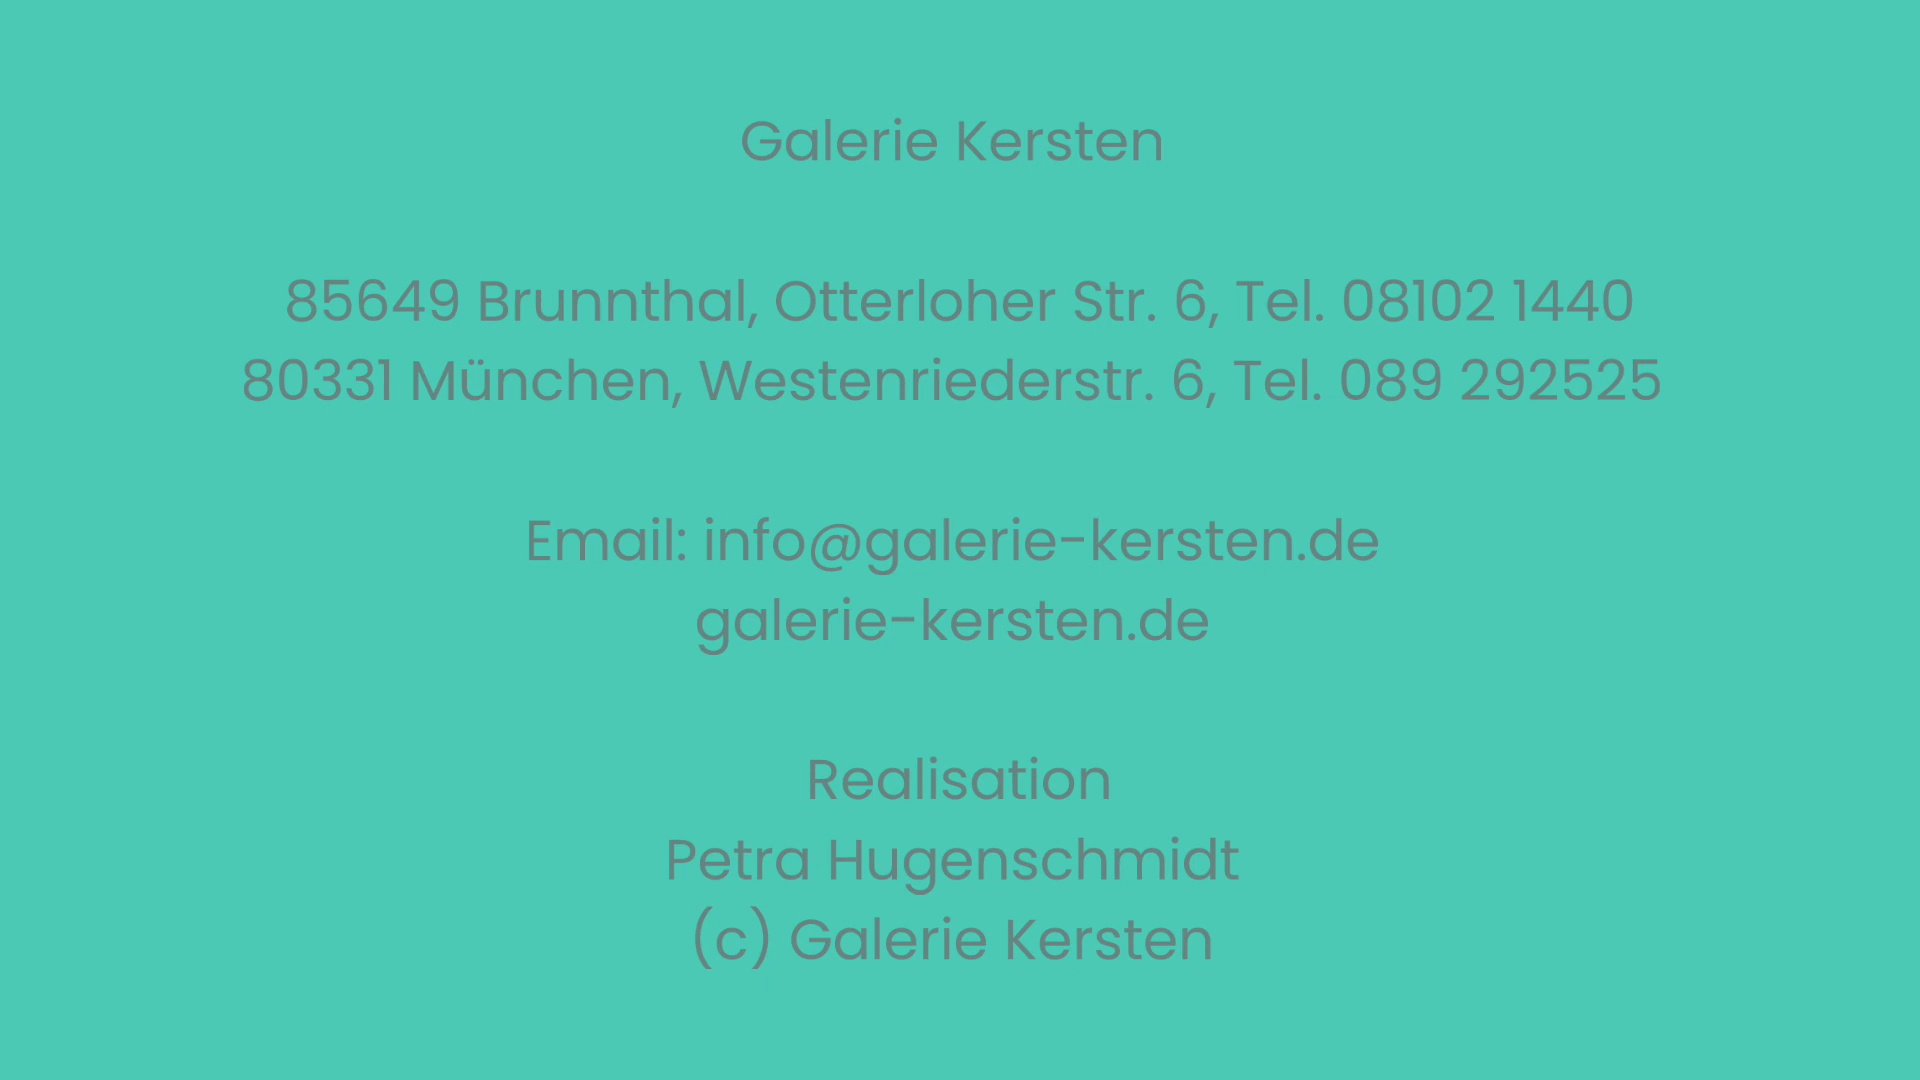 Galerie Kersten
85649 Brunnthal, Otterloher Str. 6, Tel. 08102 1440
80331 München, Westenriederstr. 6, Tel. 089 292525
Email: info@galerie-kersten.de
galerie-kersten.de
Realisation
Petra Hugenschmidt
(c) Galerie Kersten